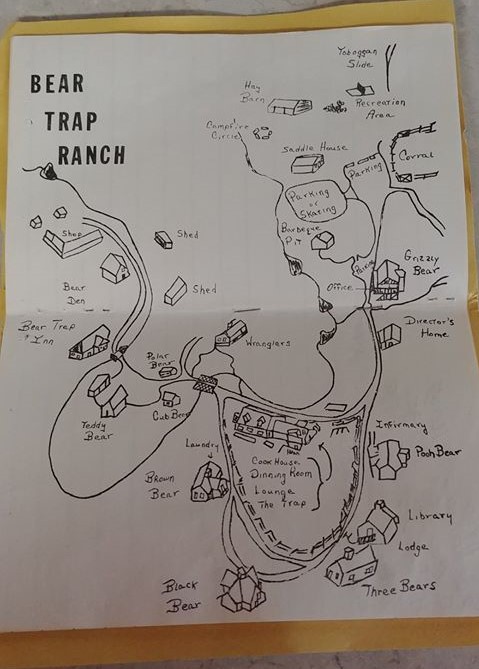 BEAR
TRAP
RANCH
Toboggan
Slide
Hay
Barn
Recreation
Area
Campfire
Circle
Saddle House
Parking
Corral
Parking
or
Skating
Barbeque
Pit
Parking
Grizzly
Bear
Office
Shop
Shed
Bear
Den
Shed
Bear Trap
Inn
Polar
Bear
Wranglars
Director's
Home
Teddy
Bear
Cub Bear
Laundry
Brown
Bear
Cook House
Dinning Room
Lounge
The Trap
Infirmary
Pooh Bear
Library
Lodge
Three Bears
Black
Bear